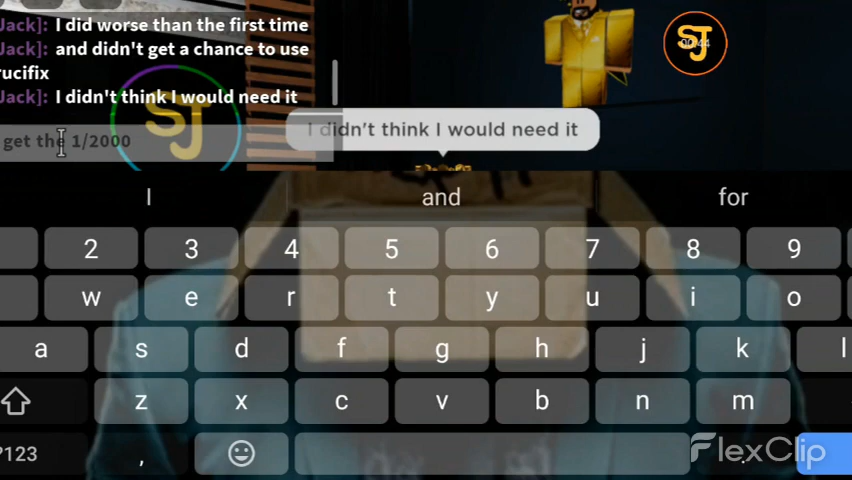 Jack]: I did worse than the first time
Jack]: and didn't get a chance to use
rucifix
Jack]: I didn't think I would need it
I didn't think I would need it
get the 1/2000
SJ
SJ
I and for
2 3 4 5 6 7 8 9
w e r t y u i o
a s d f g h j k l
z x c v b n m
?123 , .
FlexClip